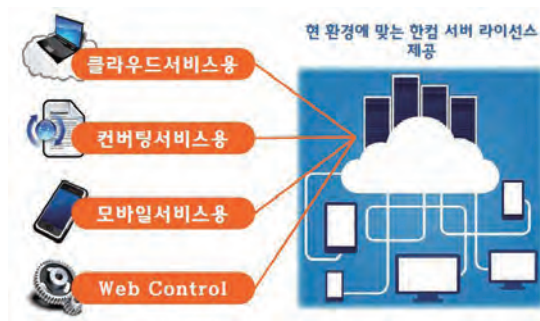 현 환경에 맞는 한컴 서버 라이선스
제공
클라우드서비스용
컨버팅서비스용
모바일서비스용
Web Control